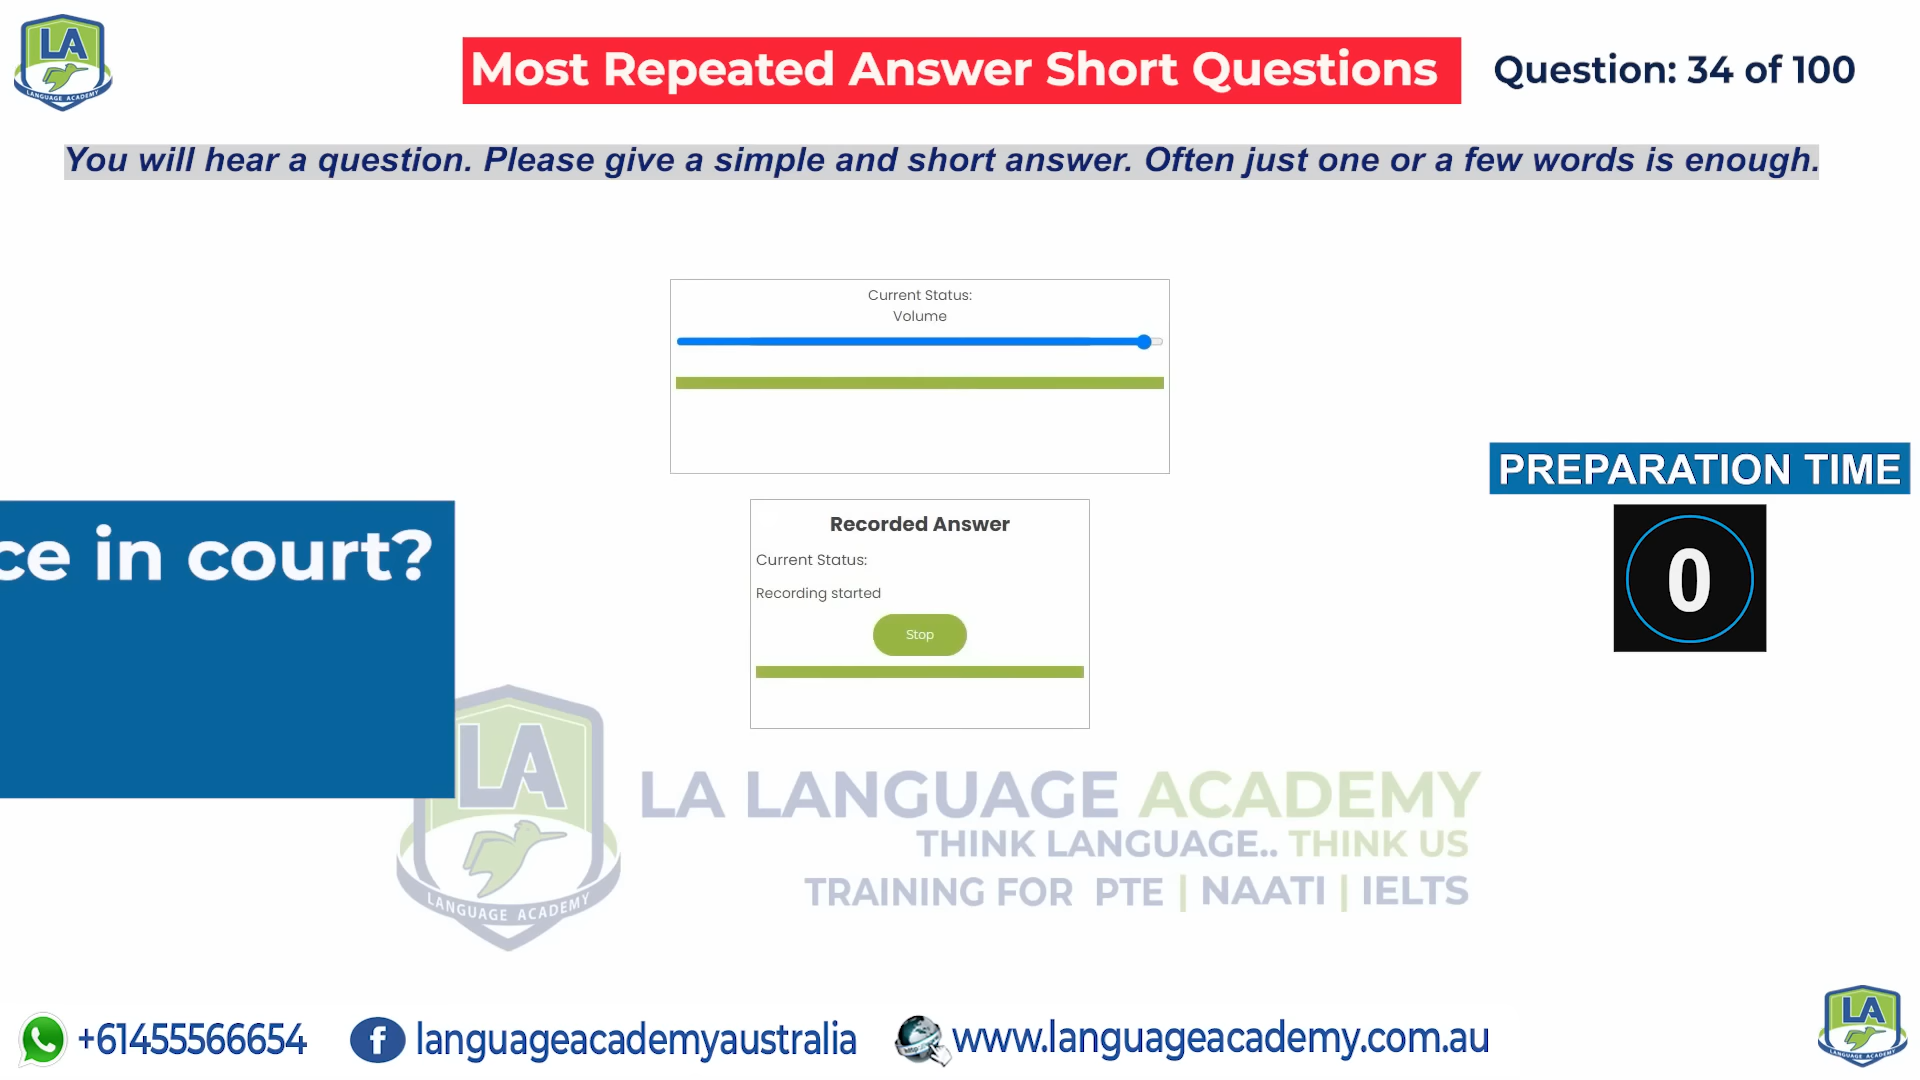 LA
LANGUAGE ACADEMY
Most Repeated Answer Short Questions
Question: 34 of 100
You will hear a question. Please give a simple and short answer. Often just one or a few words is enough.
Current Status:
Volume
PREPARATION TIME
0
ce in court?
Recorded Answer
Current Status:
Recording started
Stop
LA
LANGUAGE ACADEMY
LA LANGUAGE ACADEMY
THINK LANGUAGE.. THINK US
TRAINING FOR PTE | NAATI | IELTS
+61455566654
languageacademyaustralia
www.languageacademy.com.au
LA
LANGUAGE ACADEMY